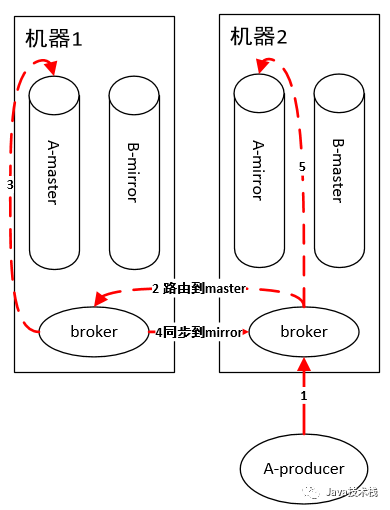 机器1
机器2
A-master
B-mirror
A-mirror
B-master
3
5
2 路由到master
broker
4同步到mirror
broker
1
A-producer
Java技术栈